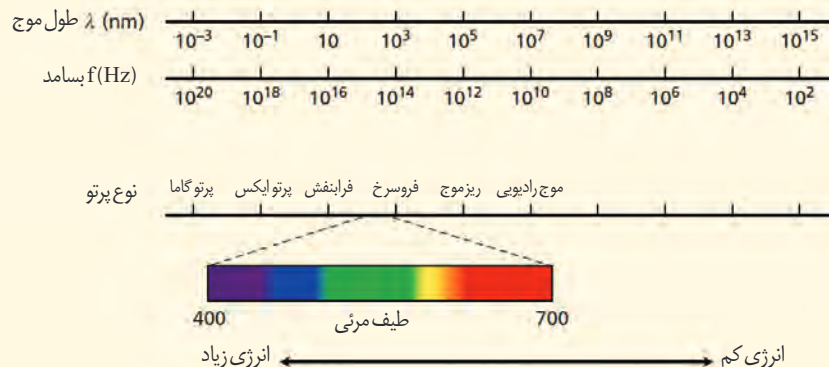 طول موج λ (nm)
10⁻³ 10⁻¹ 10 10³ 10⁵ 10⁷ 10⁹ 10¹¹ 10¹³ 10¹⁵
بسامد f(Hz)
10²⁰ 10¹⁸ 10¹⁶ 10¹⁴ 10¹² 10¹⁰ 10⁸ 10⁶ 10⁴ 10²
نوع پرتو
پرتو گاما پرتو ایکس فرابنفش فروسرخ ریزموج موج رادیویی
400 طیف مرئی 700
انرژی زیاد انرژی کم